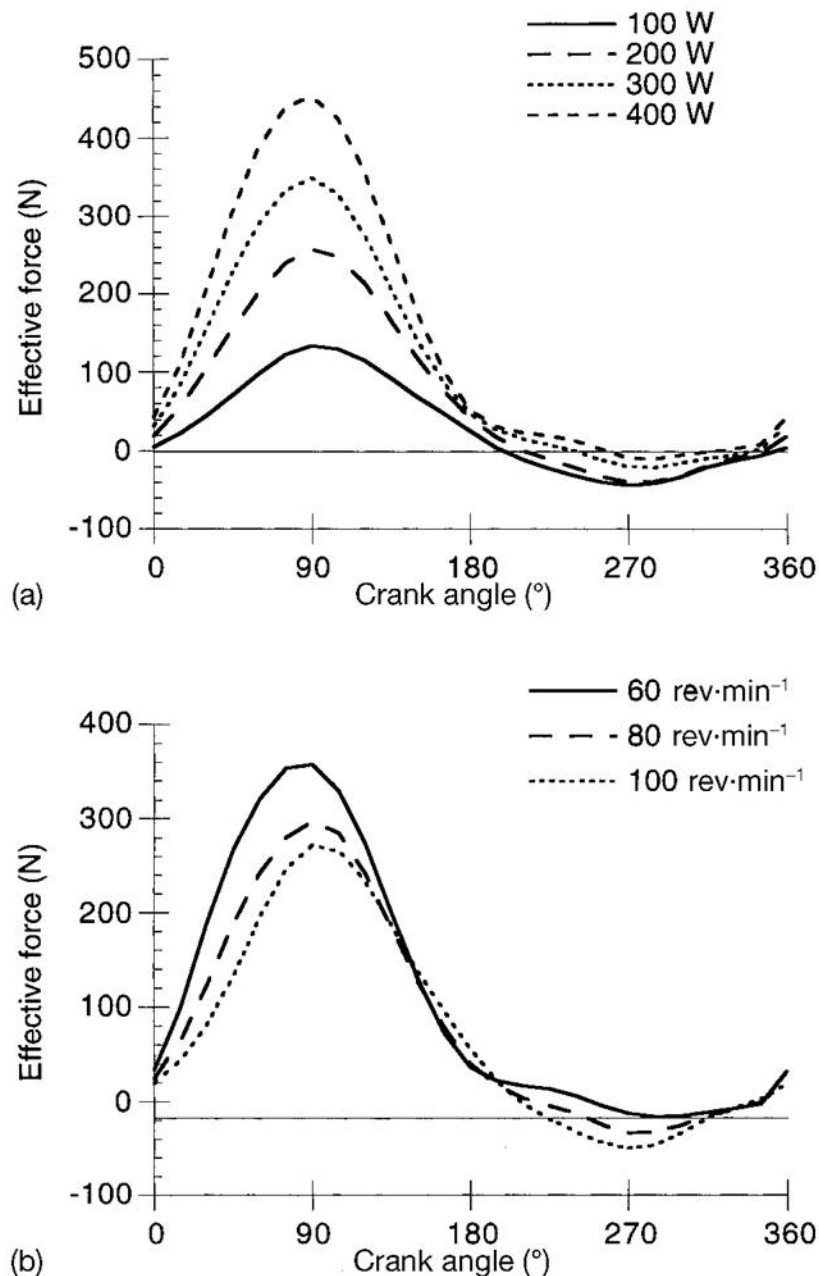 100 W
200 W
300 W
400 W
500
400
300
200
100
0
-100
Effective force (N)
0 90 180 270 360
Crank angle (°)
(a)
60 rev·min⁻¹
80 rev·min⁻¹
100 rev·min⁻¹
400
300
200
100
0
-100
Effective force (N)
0 90 180 270 360
Crank angle (°)
(b)